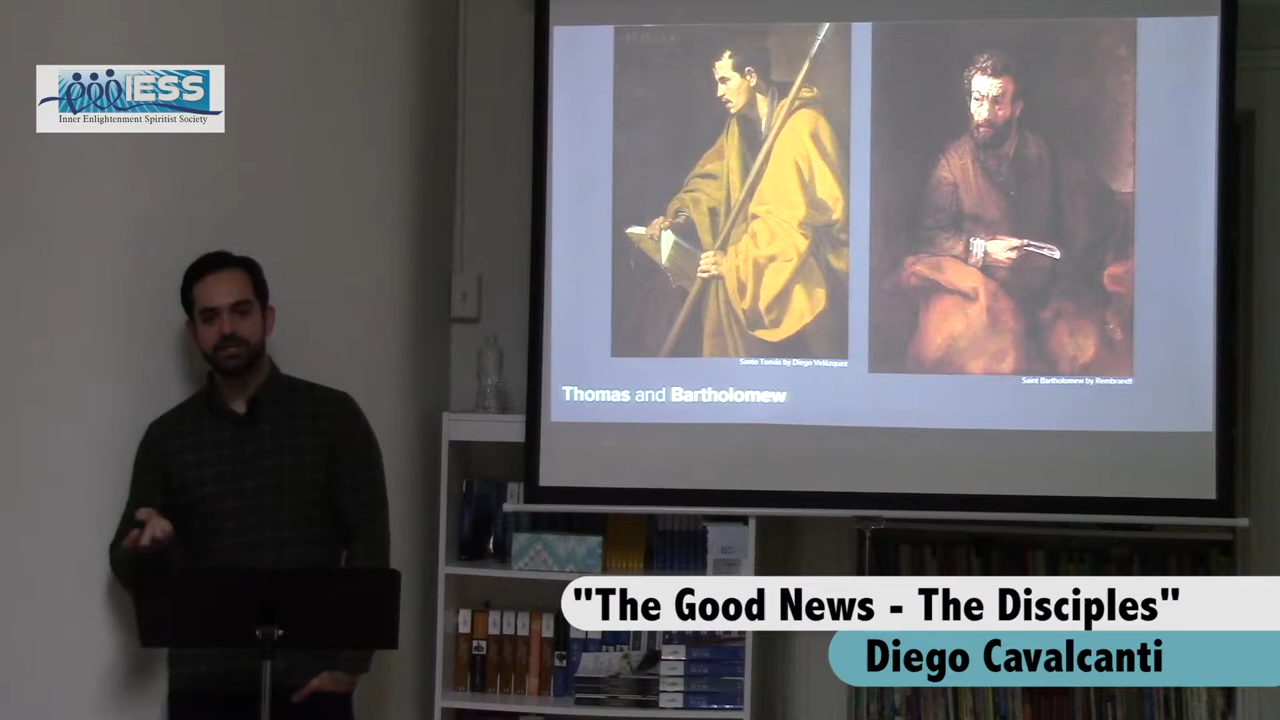 IESS
Inner Enlightenment Spiritist Society
Santo Tomás by Diego Velázquez
Saint Bartholomew by Rembrandt
Thomas and Bartholomew
"The Good News - The Disciples"
Diego Cavalcanti